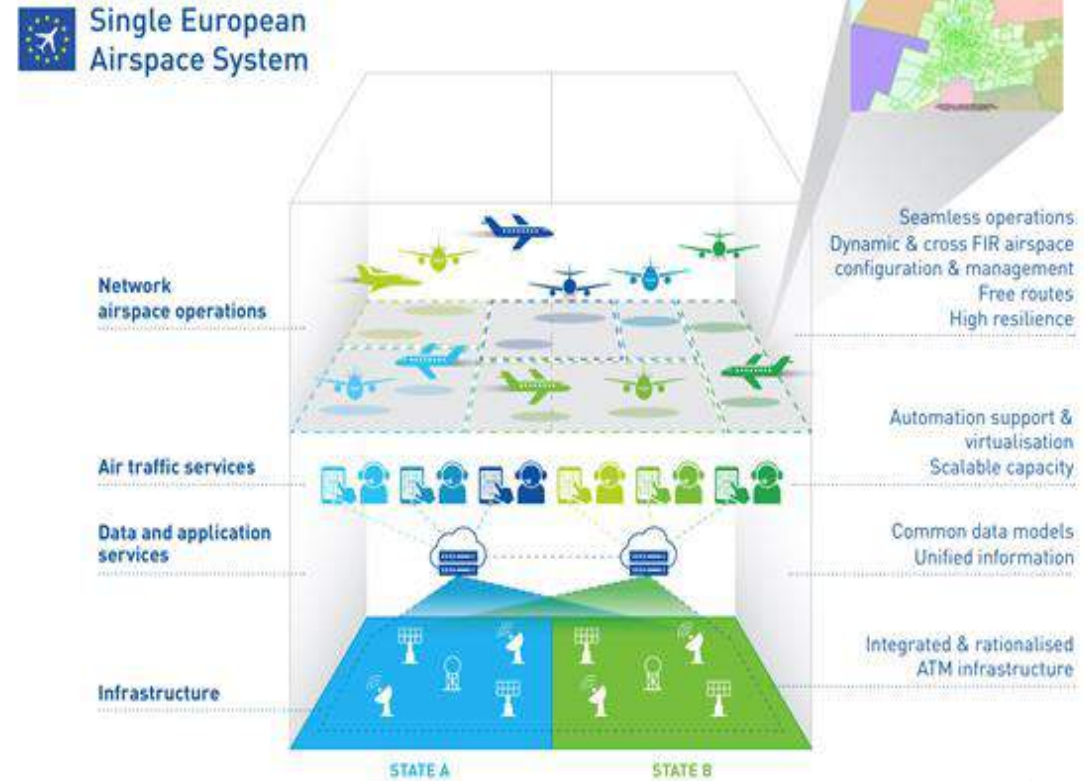 Single European
Airspace System
Network
airspace operations
Seamless operations
Dynamic & cross FIR airspace
configuration & management
Free routes
High resilience
Air traffic services
Automation support &
virtualisation
Scalable capacity
Data and application
services
Common data models
Unified information
Infrastructure
Integrated & rationalised
ATM infrastructure
STATE A
STATE B